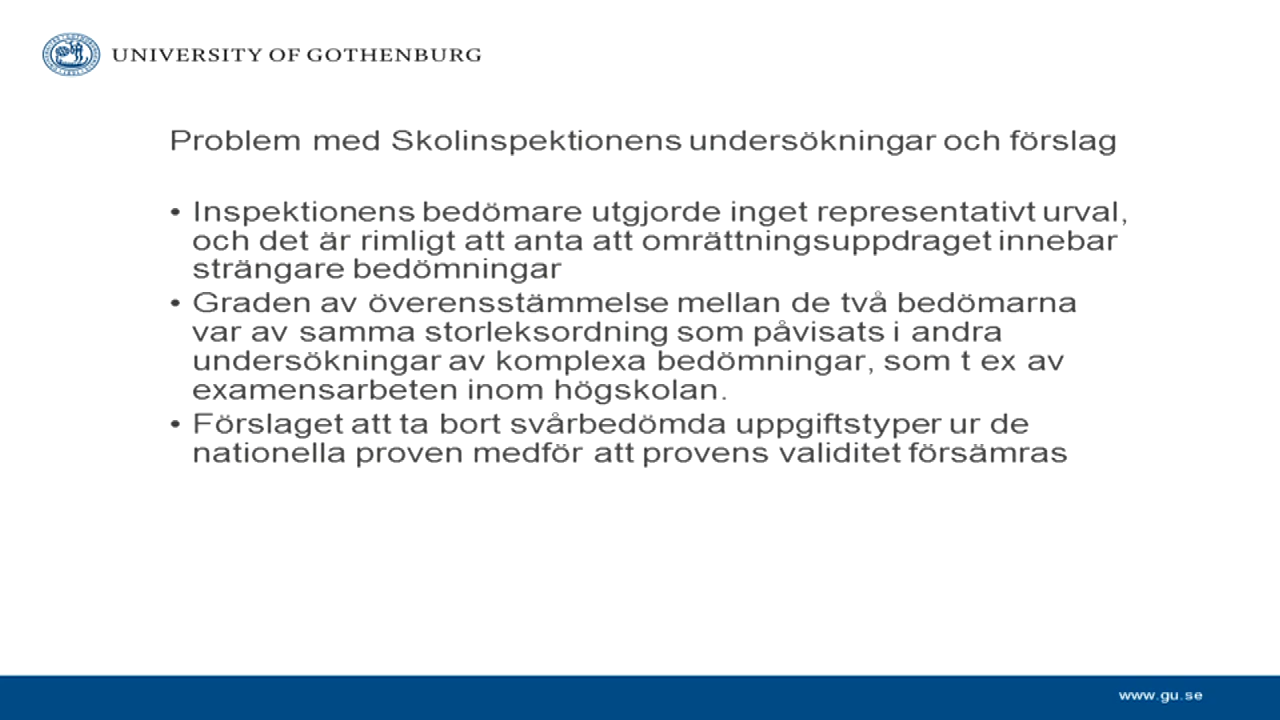 UNIVERSITY OF GOTHENBURG
Problem med Skolinspektionens undersökningar och förslag
• Inspektionens bedömare utgjorde inget representativt urval,
och det är rimligt att anta att omrättningsuppdraget innebar
strängare bedömningar
• Graden av överensstämmelse mellan de två bedömarna
var av samma storleksordning som påvisats i andra
undersökningar av komplexa bedömningar, som t ex av
examensarbeten inom högskolan.
• Förslaget att ta bort svårbedömda uppgiftstyper ur de
nationella proven medför att provens validitet försämras
www.gu.se